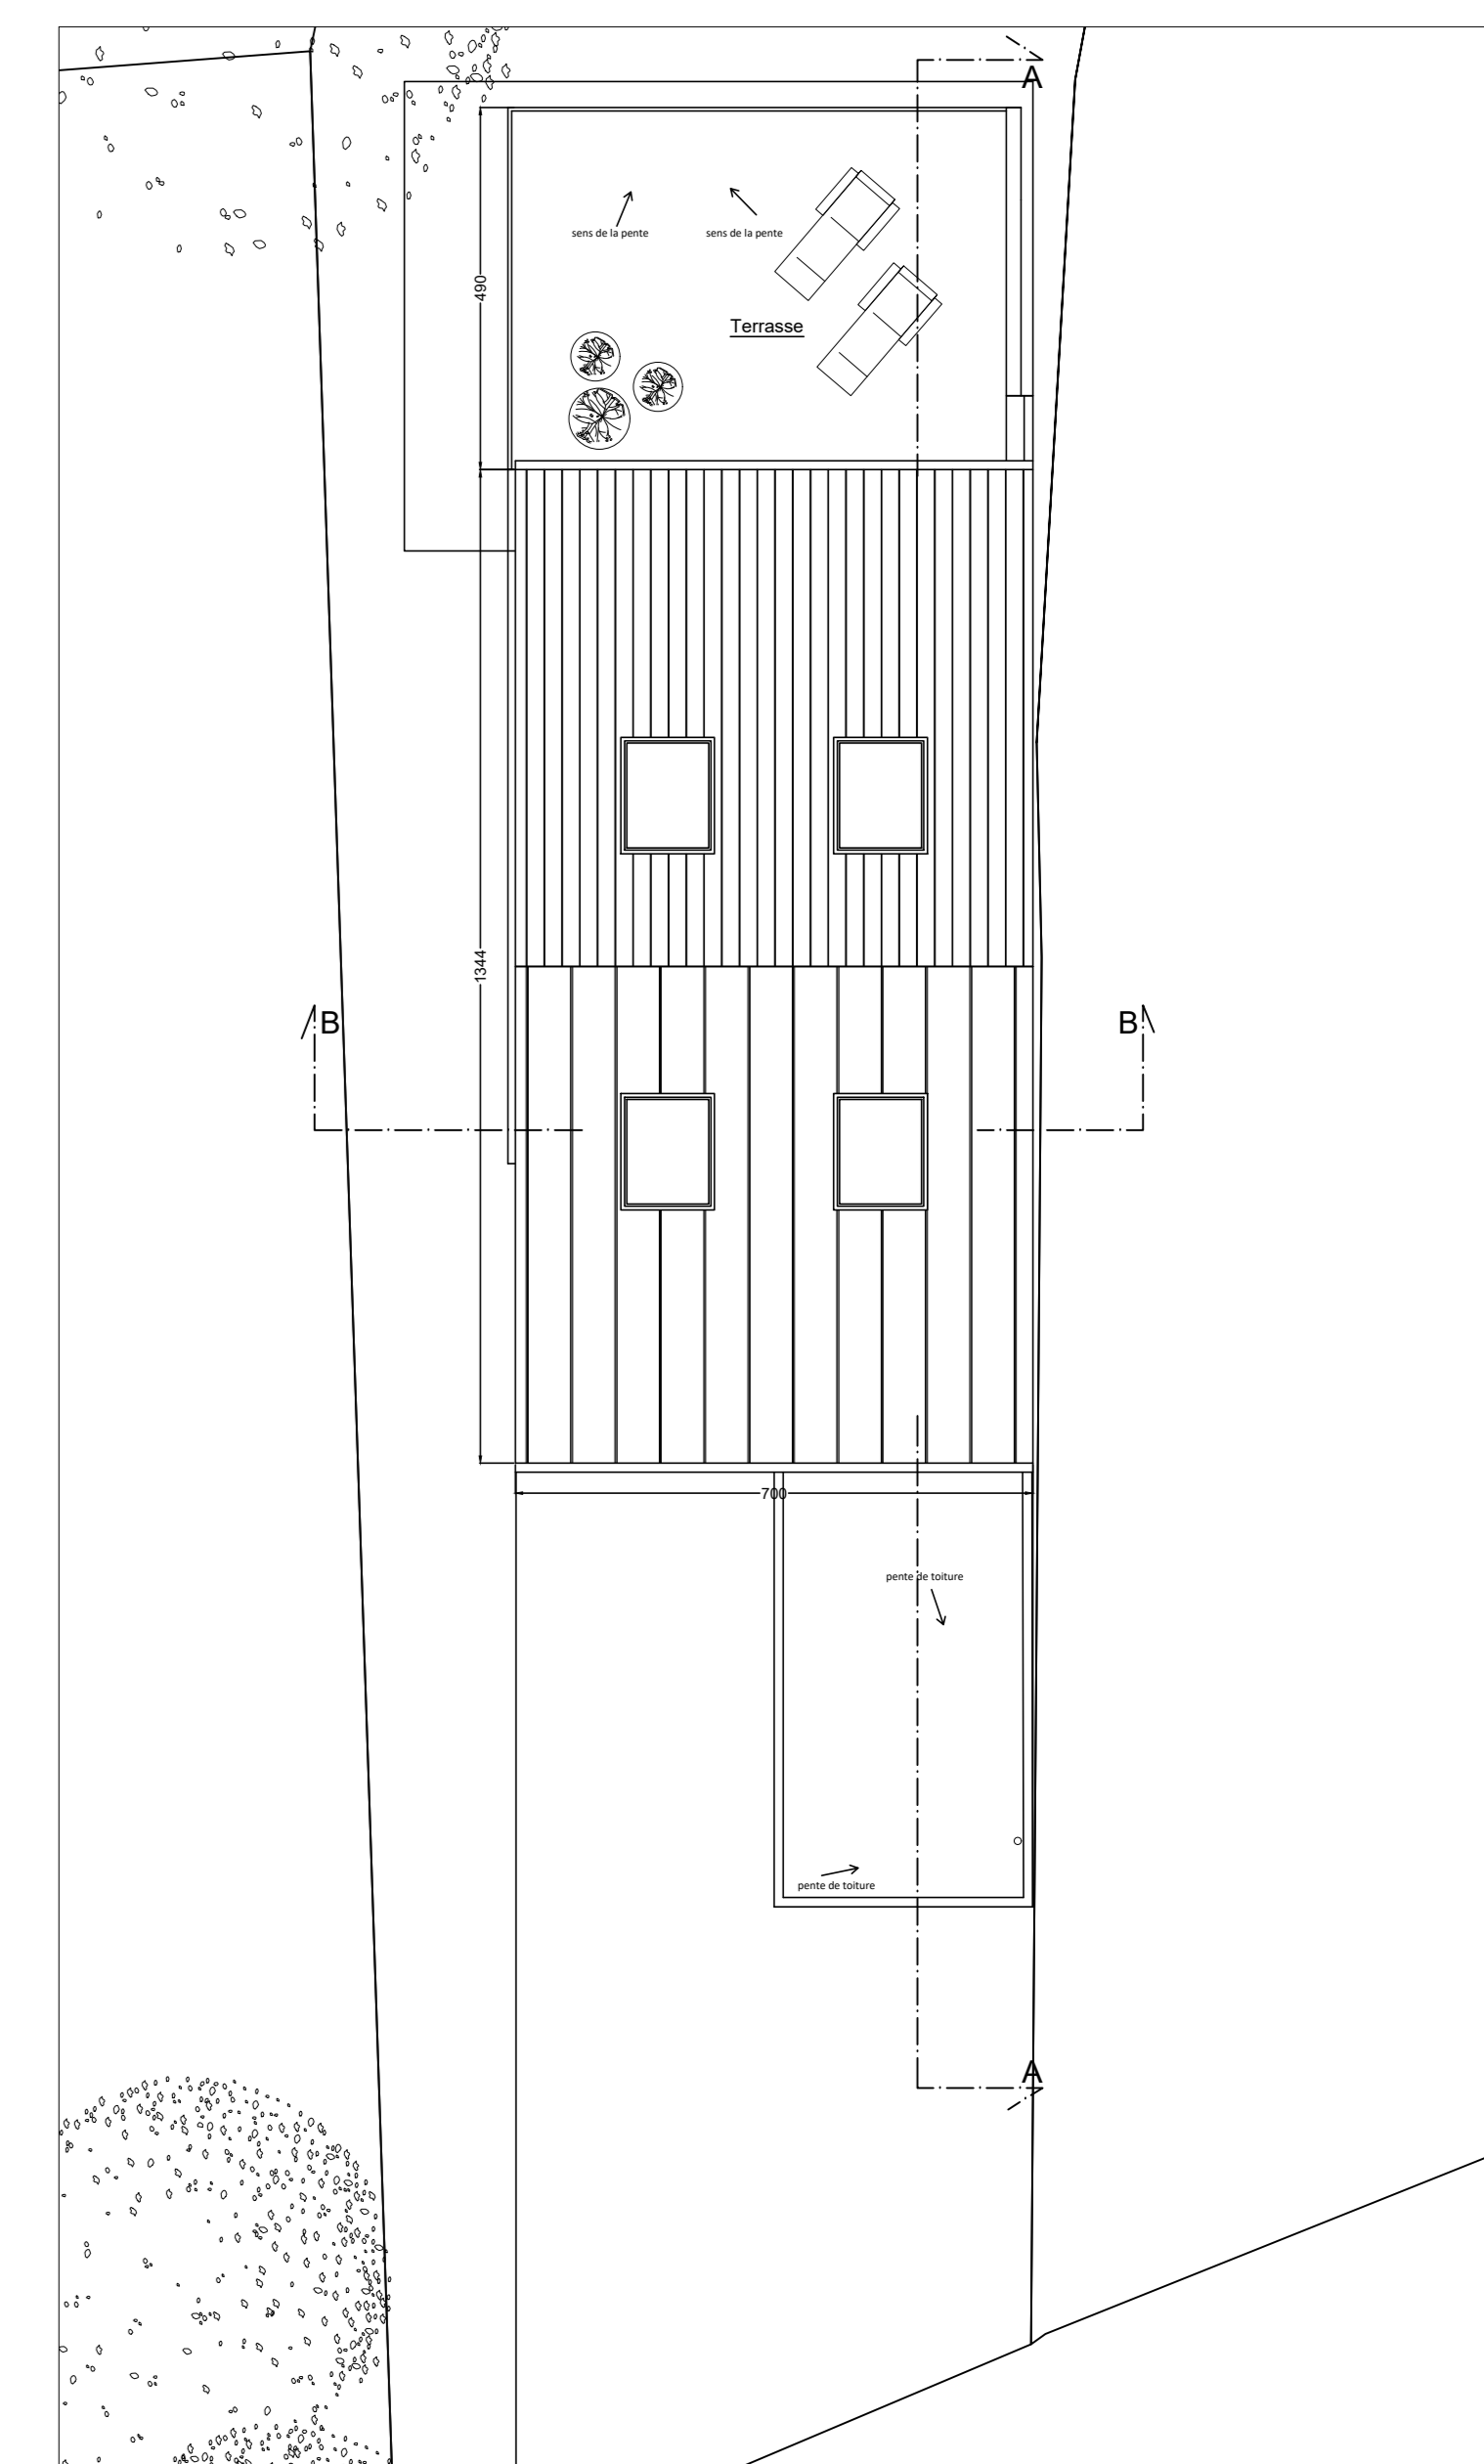 A
sens de la pente
sens de la pente
490
Terrasse
1344
B
B
700
pente de toiture
pente de toiture
A